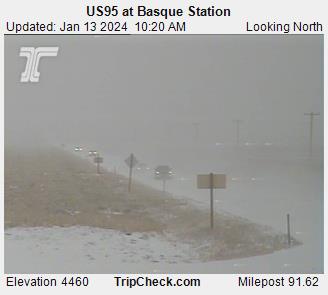 US95 at Basque Station
Updated: Jan 13 2024 10:20 AM Looking North
Elevation 4460 TripCheck.com Milepost 91.62